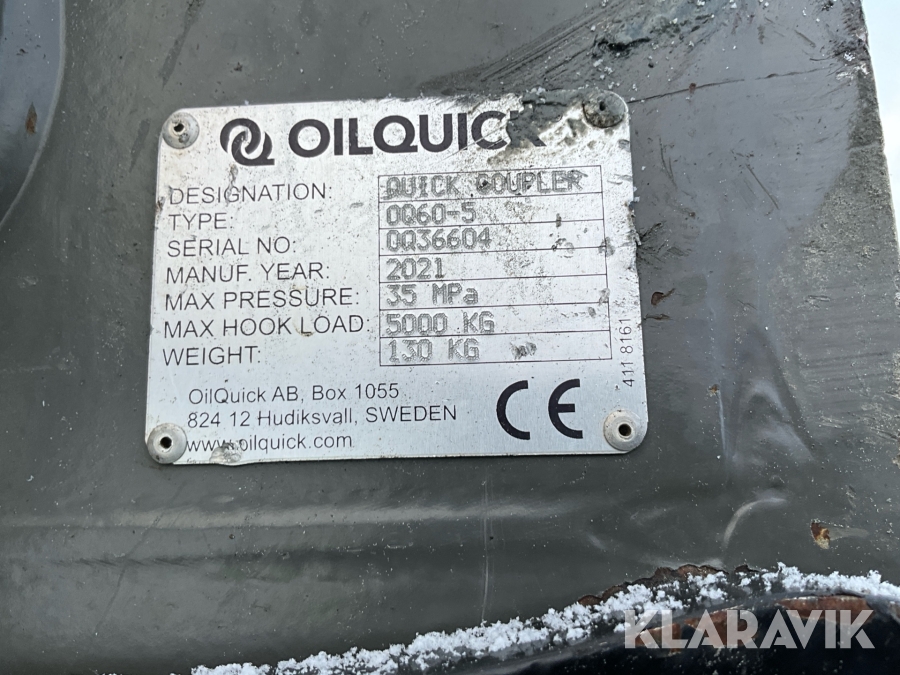 OILQUICK
DESIGNATION: QUICK COUPLER
TYPE: OQ60-5
SERIAL NO: OQ36604
MANUF. YEAR: 2021
MAX PRESSURE: 35 MPa
MAX HOOK LOAD: 5000 KG
WEIGHT: 130 KG
411 8161
OilQuick AB, Box 1055
824 12 Hudiksvall, SWEDEN
www.oilquick.com
CE
KLARAVIK